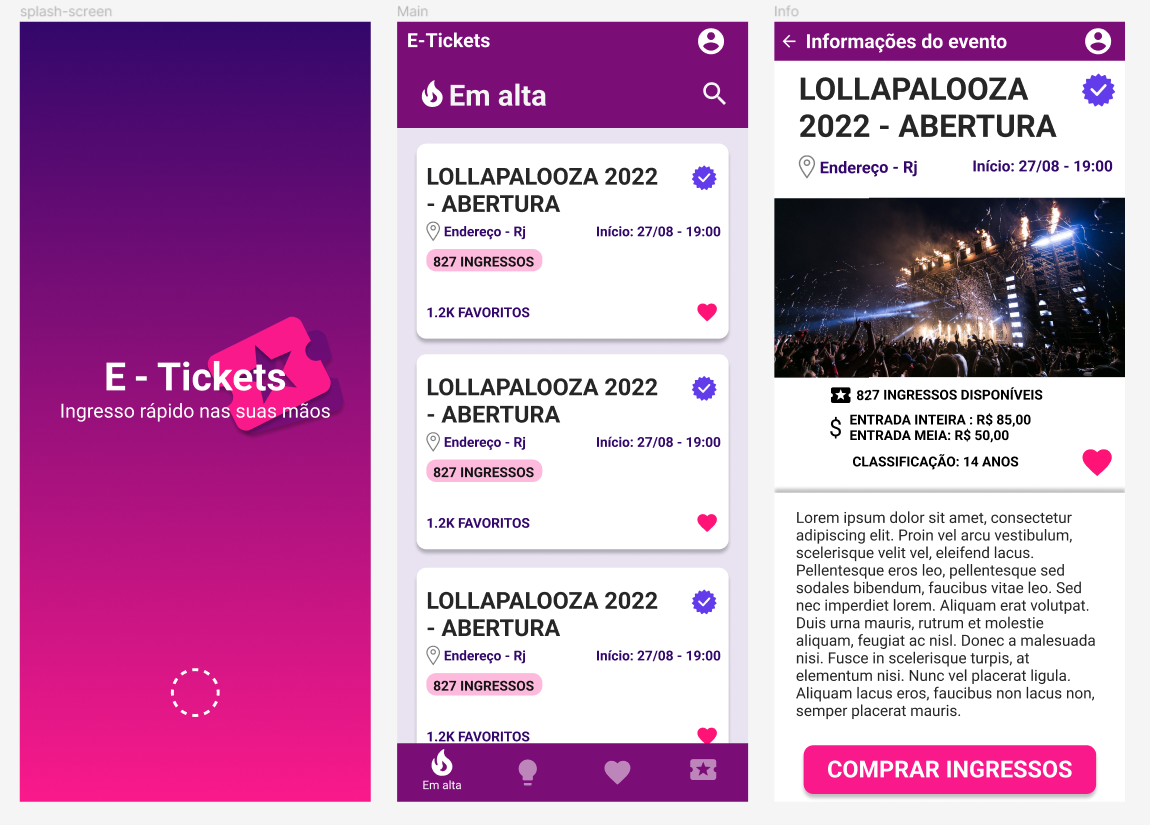 splash-screen
E - Tickets
Ingresso rápido nas suas mãos
Main
E-Tickets
Em alta
LOLLAPALOOZA 2022
- ABERTURA
Endereço - Rj
Início: 27/08 - 19:00
827 INGRESSOS
1.2K FAVORITOS
LOLLAPALOOZA 2022
- ABERTURA
Endereço - Rj
Início: 27/08 - 19:00
827 INGRESSOS
1.2K FAVORITOS
LOLLAPALOOZA 2022
- ABERTURA
Endereço - Rj
Início: 27/08 - 19:00
827 INGRESSOS
1.2K FAVORITOS
Em alta
Info
Informações do evento
LOLLAPALOOZA
2022 - ABERTURA
Endereço - Rj
Início: 27/08 - 19:00
827 INGRESSOS DISPONÍVEIS
$
ENTRADA INTEIRA : R$ 85,00
ENTRADA MEIA: R$ 50,00
CLASSIFICAÇÃO: 14 ANOS
Lorem ipsum dolor sit amet, consectetur
adipiscing elit. Proin vel arcu vestibulum,
scelerisque velit vel, eleifend lacus.
Pellentesque eros leo, pellentesque sed
sodales bibendum, faucibus vitae leo. Sed
nec imperdiet lorem. Aliquam erat volutpat.
Duis urna mauris, rutrum et molestie
aliquam, feugiat ac nisl. Donec a malesuada
nisi. Fusce in scelerisque turpis, at
elementum nisi. Nunc vel placerat ligula.
Aliquam lacus eros, faucibus non lacus non,
semper placerat mauris.
COMPRAR INGRESSOS